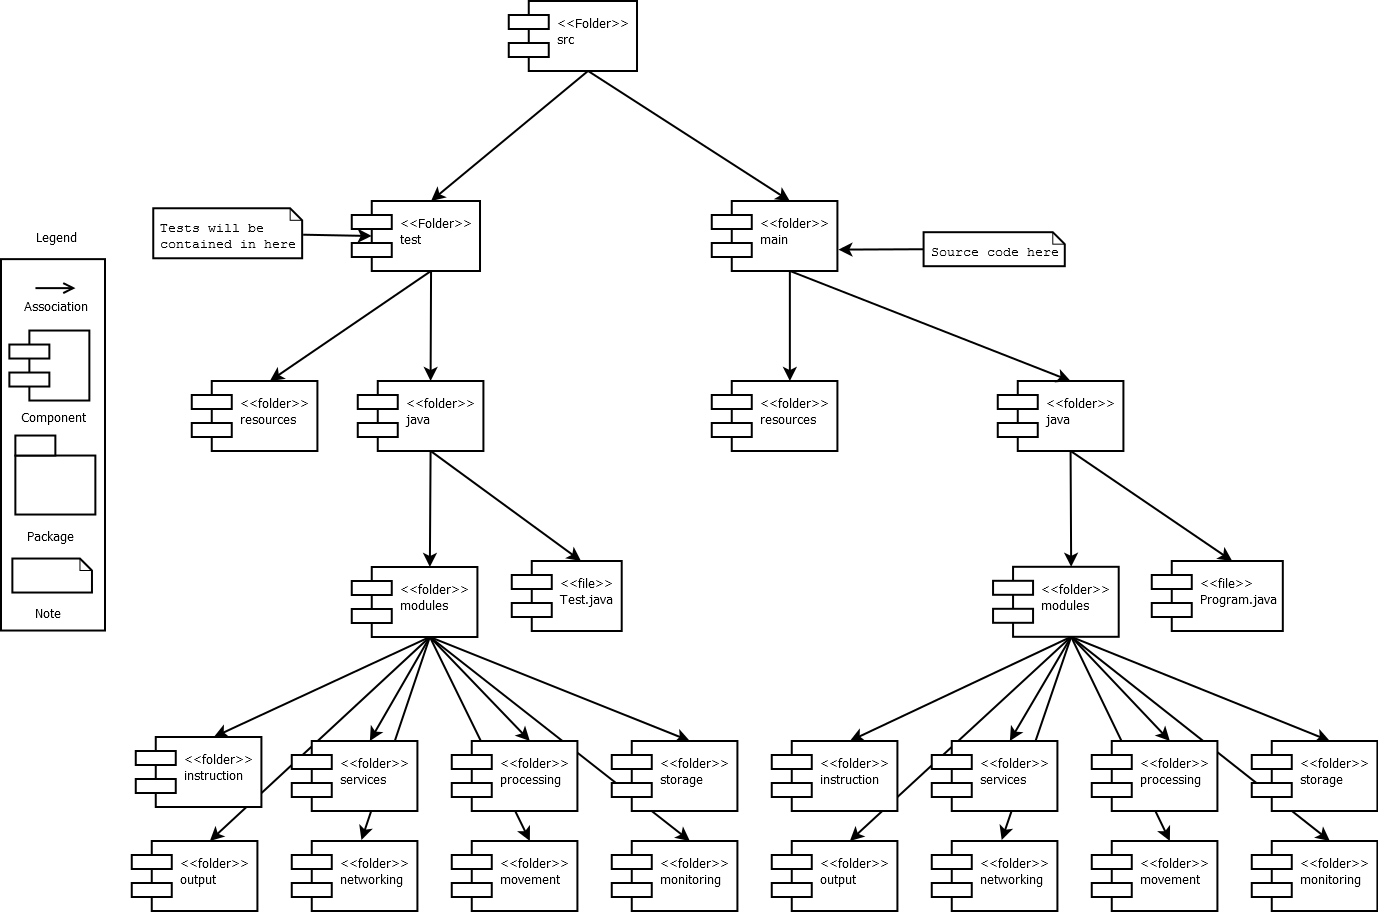 <<Folder>>
src
<<Folder>>
test
<<folder>>
main
Tests will be
contained in here
Source code here
Legend
Association
Component
Package
Note
<<folder>>
resources
<<folder>>
java
<<folder>>
resources
<<folder>>
java
<<folder>>
modules
<<file>>
Test.java
<<folder>>
modules
<<file>>
Program.java
<<folder>>
instruction
<<folder>>
services
<<folder>>
processing
<<folder>>
storage
<<folder>>
instruction
<<folder>>
services
<<folder>>
processing
<<folder>>
storage
<<folder>>
output
<<folder>>
networking
<<folder>>
movement
<<folder>>
monitoring
<<folder>>
output
<<folder>>
networking
<<folder>>
movement
<<folder>>
monitoring